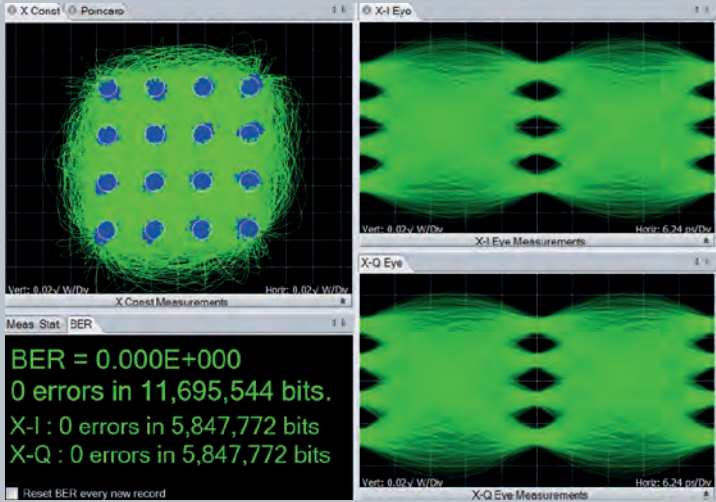 X Const Poincaro
Vert: 0.02√ W/Div Horiz: 0.02√ W/Div
X Const Measurements
X-I Eye
Vert: 0.02√ W/Div Horiz: 6.24 ps/Div
X-I Eye Measurements
X-Q Eye
Vert: 0.02√ W/Div Horiz: 6.24 ps/Div
X-Q Eye Measurements
Meas. Stat BER
BER = 0.000E+000
0 errors in 11,695,544 bits.
X-I : 0 errors in 5,847,772 bits
X-Q : 0 errors in 5,847,772 bits
Reset BER every new record